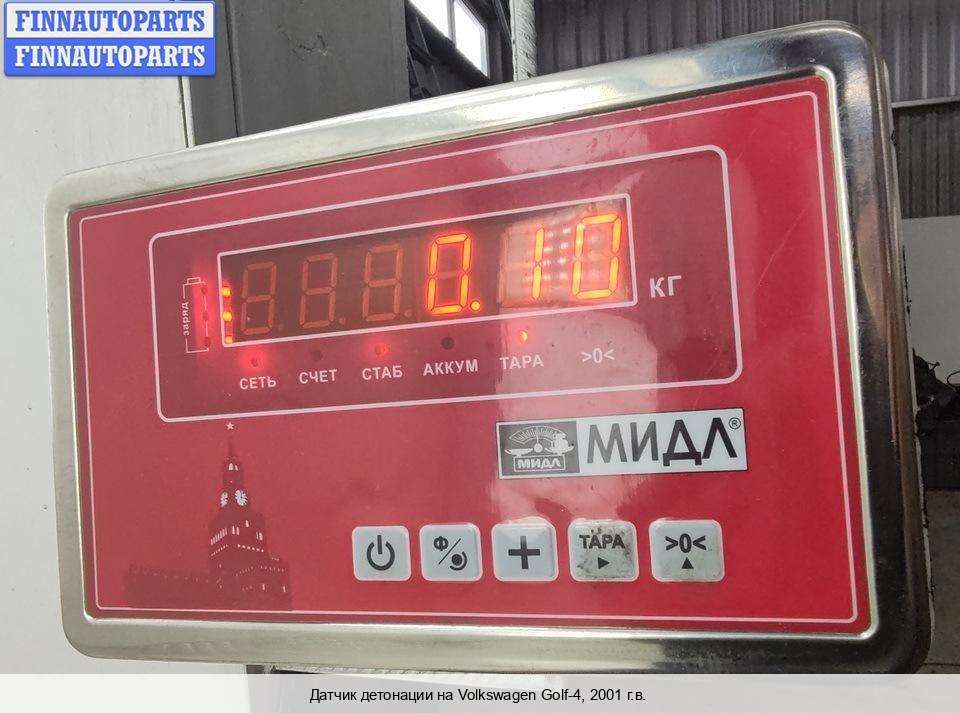 FINNAUTOPARTS
FINNAUTOPARTS
заряд
0.10
КГ
СЕТЬ СЧЕТ СТАБ АККУМ ТАРА >0<
МИДЛ МИДЛ®
Ф/ + ТАРА >0<
Датчик детонации на Volkswagen Golf-4, 2001 г.в.